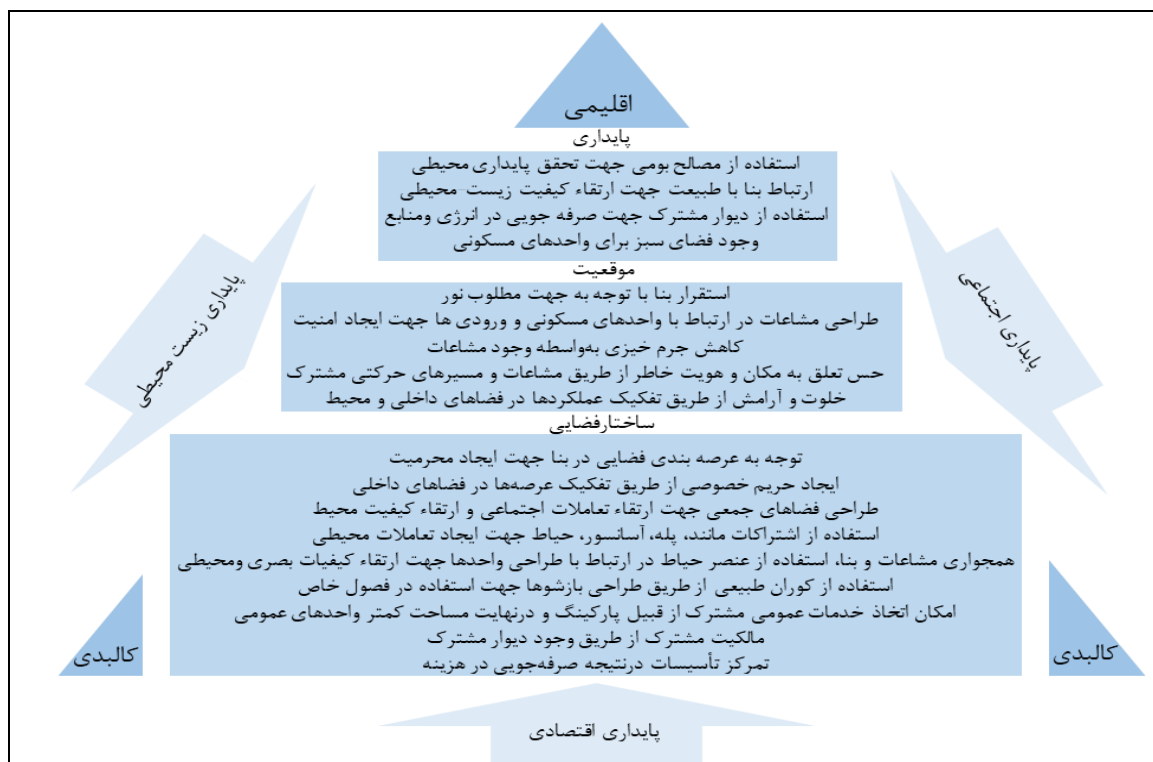 اقلیمی
پایداری
استفاده از مصالح بومی جهت تحقق پایداری محیطی
ارتباط بنا با طبیعت جهت ارتقاء کیفیت زیست-محیطی
استفاده از دیوار مشترک جهت صرفه جویی در انرژی ومنابع
وجود فضای سبز برای واحدهای مسکونی
موقعیت
استقرار بنا با توجه به جهت مطلوب نور
طراحی مشاعات در ارتباط با واحدهای مسکونی و ورودی ها جهت ایجاد امنیت
کاهش جرم خیزی به‌واسطه وجود مشاعات
حس تعلق به مکان و هویت خاطر از طریق مشاعات و مسیرهای حرکتی مشترک
خلوت و آرامش از طریق تفکیک عملکردها در فضاهای داخلی و محیط
ساختارفضایی
توجه به عرصه بندی فضایی در بنا جهت ایجاد محرمیت
ایجاد حریم خصوصی از طریق تفکیک عرصه‌ها در فضاهای داخلی
طراحی فضاهای جمعی جهت ارتقاء تعاملات اجتماعی و ارتقاء کیفیت محیط
استفاده از اشتراکات مانند، پله، آسانسور، حیاط جهت ایجاد تعاملات محیطی
همجواری مشاعات و بنا، استفاده از عنصر حیاط در ارتباط با طراحی واحدها جهت ارتقاء کیفیات بصری ومحیطی
استفاده از کوران طبیعی از طریق طراحی بازشوها جهت استفاده در فصول خاص
امکان اتخاذ خدمات عمومی مشترک از قبیل پارکینگ و درنهایت مساحت کمتر واحدهای عمومی
مالکیت مشترک از طریق وجود دیوار مشترک
تمرکز تأسیسات درنتیجه صرفه‌جویی در هزینه
پایداری اجتماعی
پایداری زیست محیطی
کالبدی
کالبدی
پایداری اقتصادی